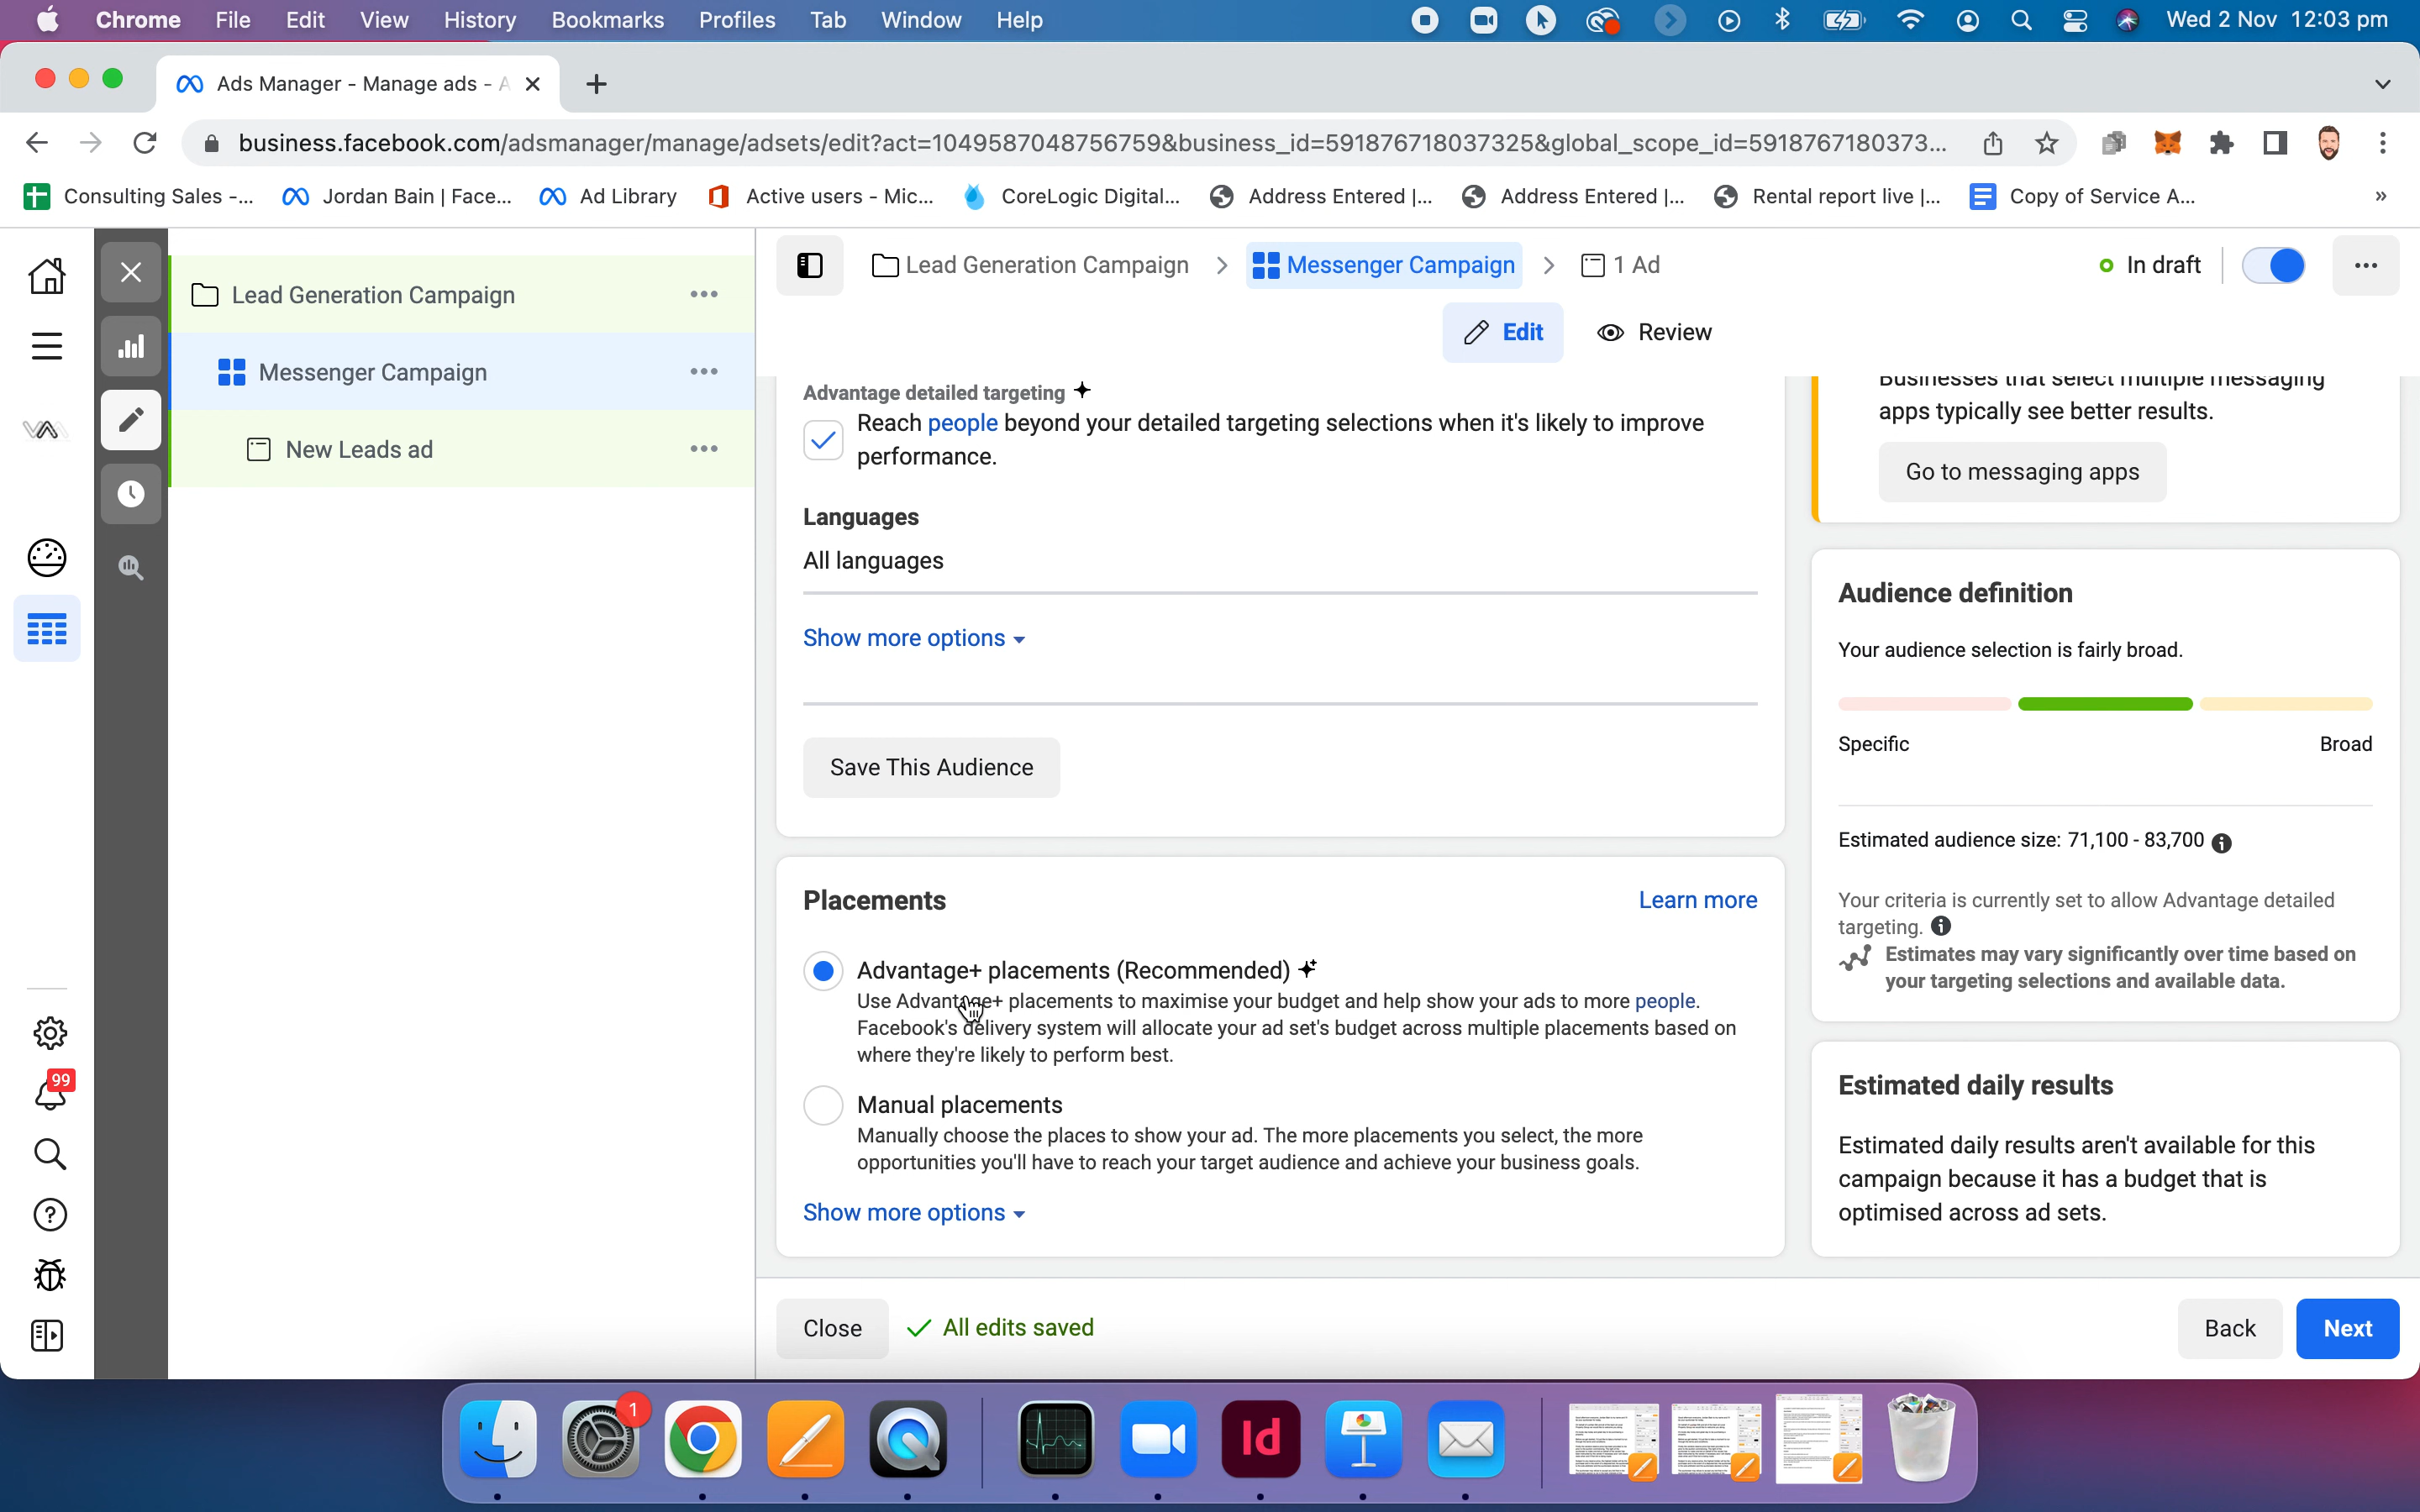 Chrome File Edit View History Bookmarks Profiles Tab Window Help Wed 2 Nov 12:03 pm
Ads Manager - Manage ads - A
business.facebook.com/adsmanager/manage/adsets/edit?act=1049587048756759&business_id=591876718037325&global_scope_id=5918767180373...
Consulting Sales -... Jordan Bain | Face... Ad Library Active users - Mic... CoreLogic Digital... Address Entered |... Address Entered |... Rental report live |... Copy of Service A... »
Lead Generation Campaign
Messenger Campaign
New Leads ad
Lead Generation Campaign > Messenger Campaign > 1 Ad
In draft
Edit Review
Advantage detailed targeting
Reach people beyond your detailed targeting selections when it's likely to improve
performance.
Languages
All languages
Show more options
Save This Audience
Placements Learn more
Advantage+ placements (Recommended)
Use Advantage+ placements to maximise your budget and help show your ads to more people.
Facebook's delivery system will allocate your ad set's budget across multiple placements based on
where they're likely to perform best.
Manual placements
Manually choose the places to show your ad. The more placements you select, the more
opportunities you'll have to reach your target audience and achieve your business goals.
Show more options
Businesses that select multiple messaging
apps typically see better results.
Go to messaging apps
Audience definition
Your audience selection is fairly broad.
Specific Broad
Estimated audience size: 71,100 - 83,700
Your criteria is currently set to allow Advantage detailed
targeting.
Estimates may vary significantly over time based on
your targeting selections and available data.
Estimated daily results
Estimated daily results aren't available for this
campaign because it has a budget that is
optimised across ad sets.
99
Close All edits saved Back Next
1
Id